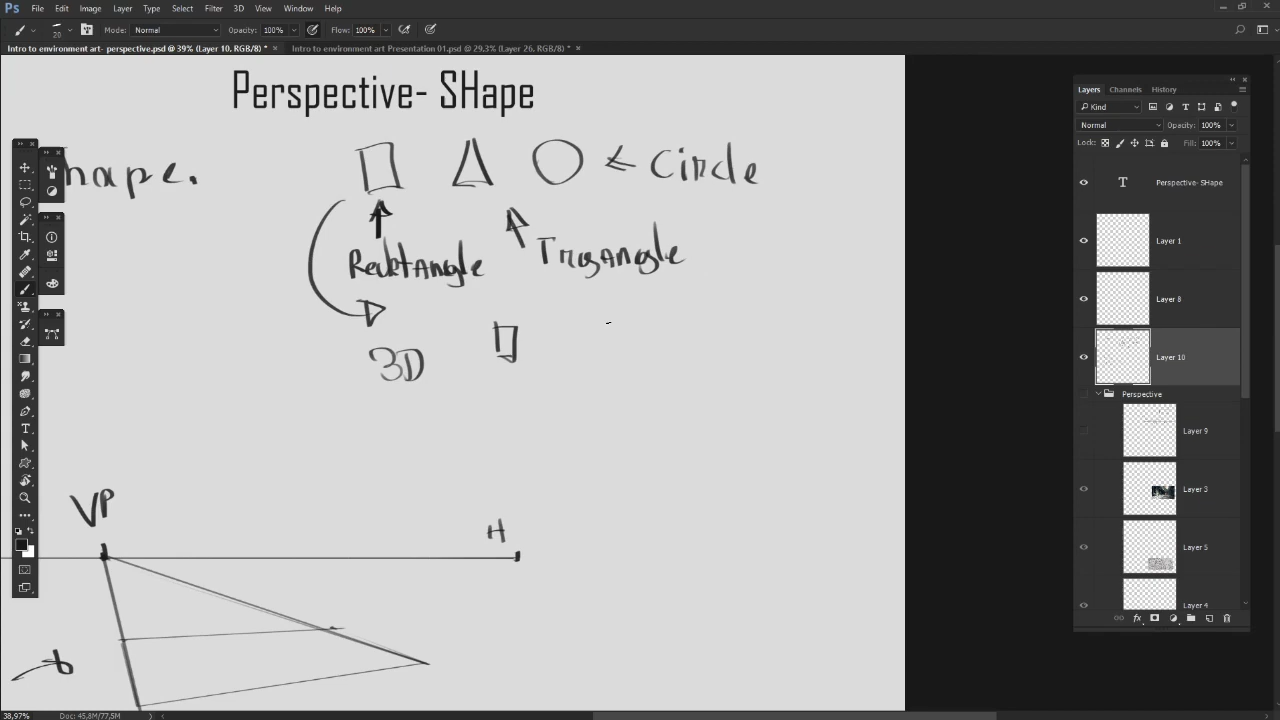 File Edit Image Layer Type Select Filter 3D View Window Help
20 Mode: Normal Opacity: 100% Flow: 100%
Intro to environment art- perspective.psd @ 39% (Layer 10, RGB/8) * × Intro to environment art Presentation 01.psd @ 29,3% (Layer 26, RGB/8) * ×
Perspective- SHape
hape.
Circle
Trogangle
3D
VP
H
Layers Channels History
Kind
Normal Opacity: 100%
Lock: Fill: 100%
Perspective- SHape
Layer 1
Layer 8
Layer 10
Perspective
Layer 9
Layer 3
Layer 5
Layer 4
38,97% Doc: 45,8M/77,5M